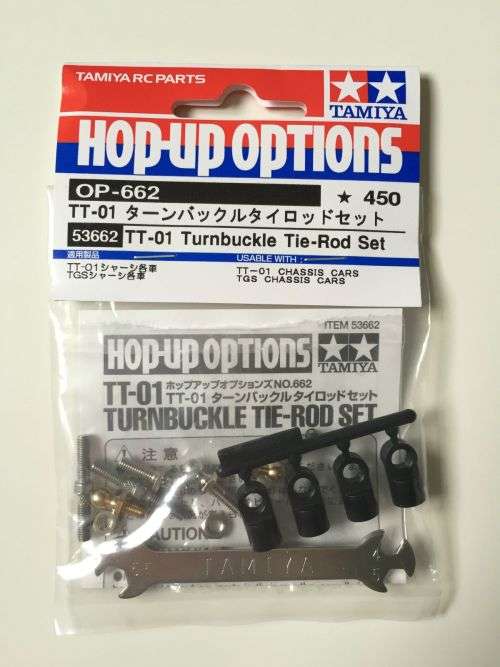 TAMIYA RC PARTS
TAMIYA
HOP-UP OPTIONS
OP-662
★ 450
TT-01 ターンバックルタイロッドセット
53662 TT-01 Turnbuckle Tie-Rod Set
適用製品
USABLE WITH :
TT-01シャーシ各車
TT-01 CHASSIS CARS
TGSシャーシ各車
TGS CHASSIS CARS
ITEM 53662
HOP-UP OPTIONS
TAMIYA
TT-01 ホップアップオプションズNO.662
TT-01 ターンバックルタイロッドセット
TURNBUCKLE TIE-ROD SET
注意
CAUTION
TAMIYA